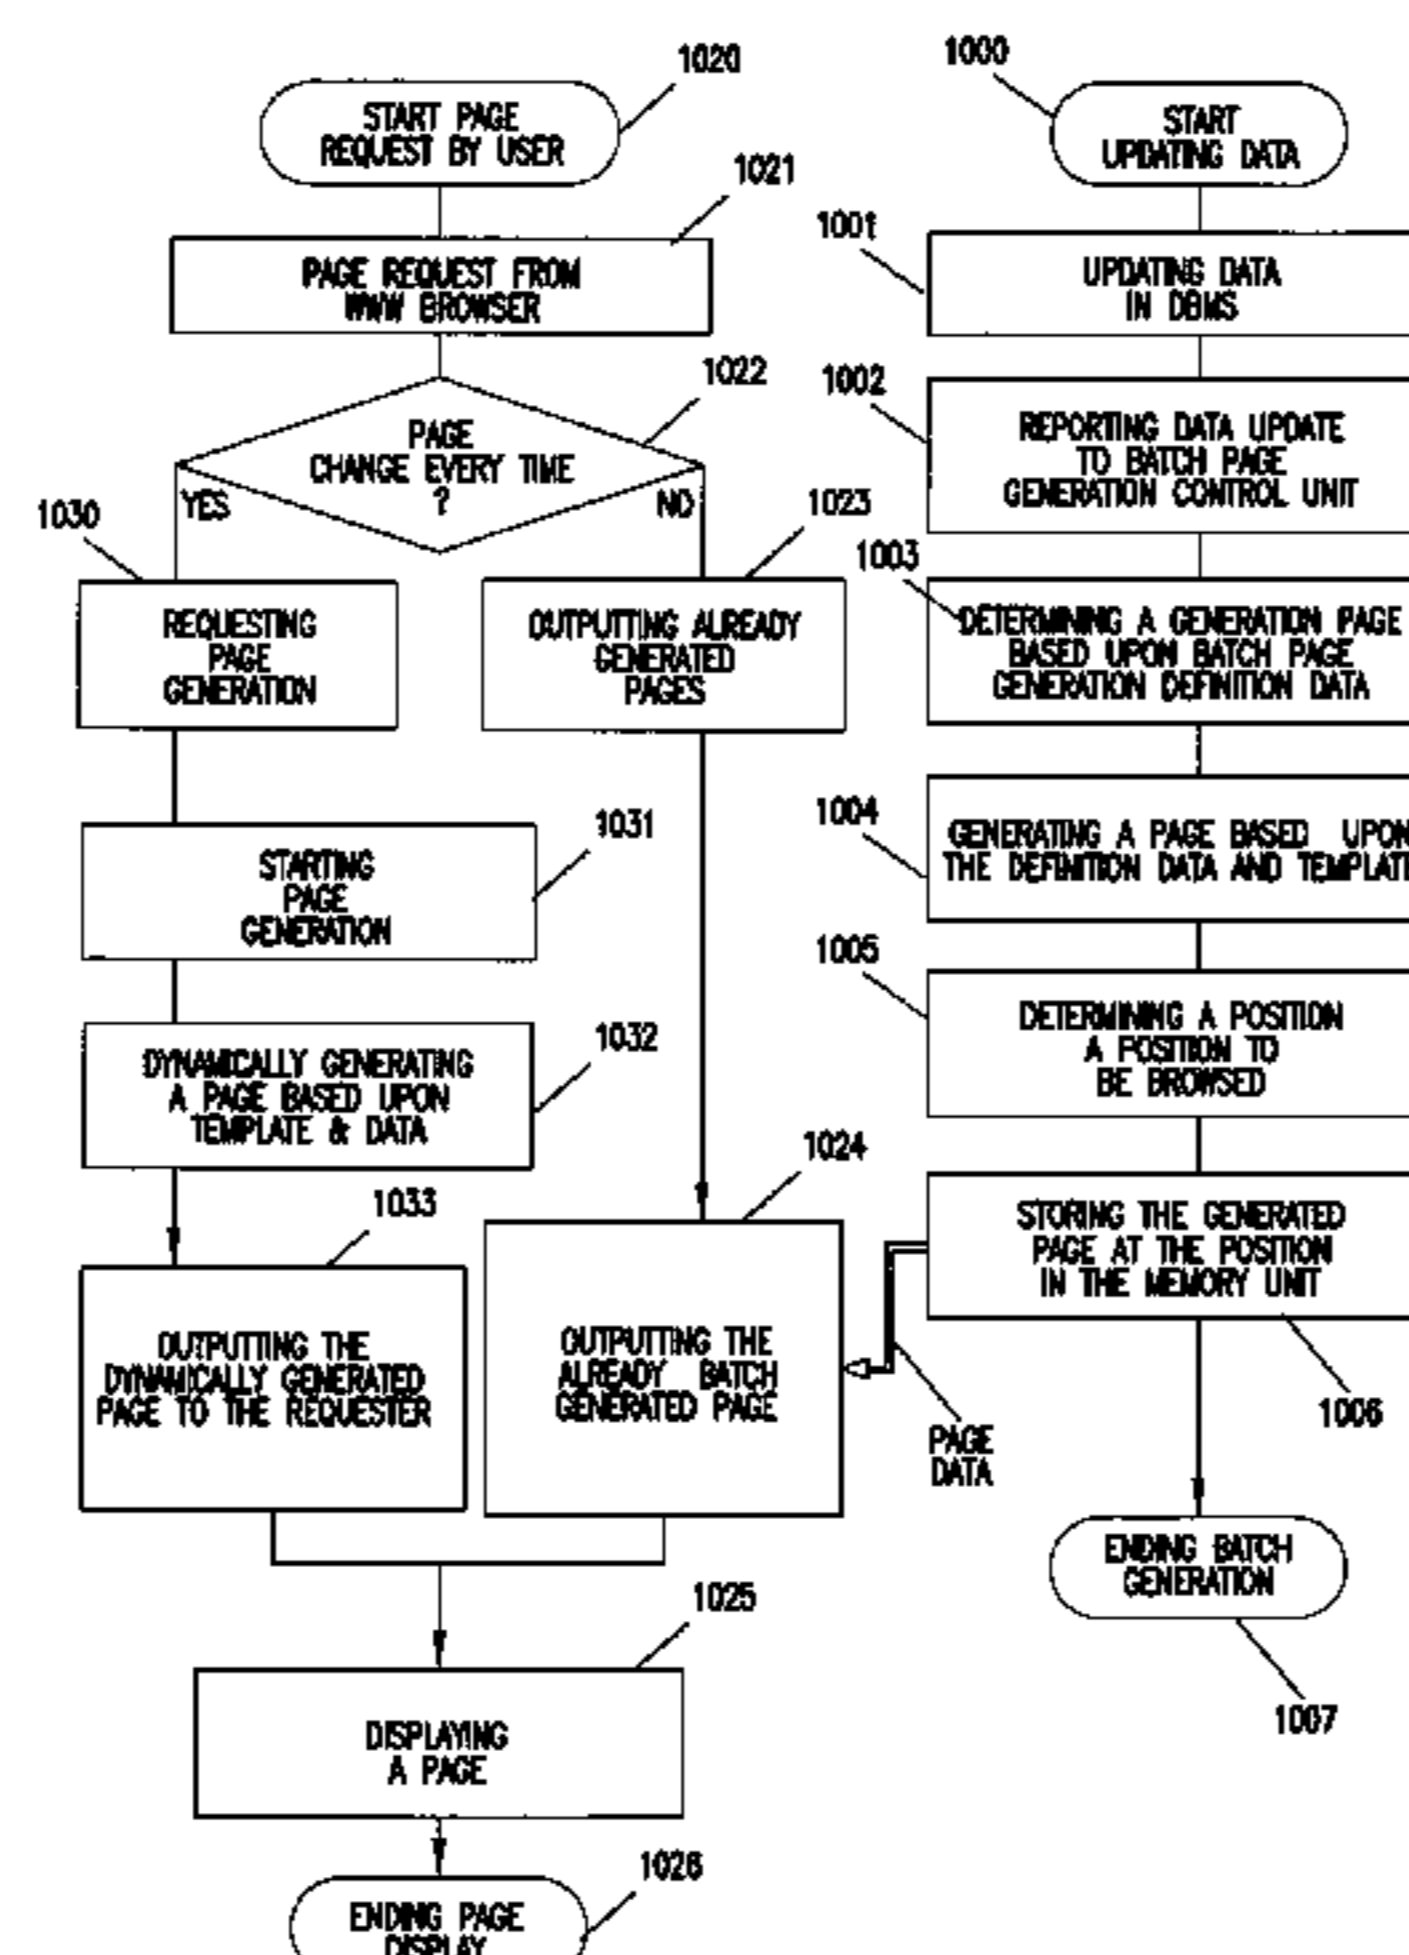 1020
START PAGE
REQUEST BY USER
1021
PAGE REQUEST FROM
WWW BROWSER
1022
PAGE
CHANGE EVERY TIME
?
YES
NO
1030
REQUESTING
PAGE
GENERATION
1023
OUTPUTTING ALREADY
GENERATED
PAGES
1031
STARTING
PAGE
GENERATION
1032
DYNAMICALLY GENERATING
A PAGE BASED UPON
TEMPLATE & DATA
1033
OUTPUTTING THE
DYNAMICALLY GENERATED
PAGE TO THE REQUESTER
1024
OUTPUTTING THE
ALREADY BATCH
GENERATED PAGE
1025
DISPLAYING
A PAGE
1026
ENDING PAGE
DISPLAY
1000
START
UPDATING DATA
1001
UPDATING DATA
IN DBMS
1002
REPORTING DATA UPDATE
TO BATCH PAGE
GENERATION CONTROL UNIT
1003
DETERMINING A GENERATION PAGE
BASED UPON BATCH PAGE
GENERATION DEFINITION DATA
1004
GENERATING A PAGE BASED UPON
THE DEFINITION DATA AND TEMPLATE
1005
DETERMINING A POSITION
A POSITION TO
BE BROWSED
STORING THE GENERATED
PAGE AT THE POSITION
IN THE MEMORY UNIT
1006
PAGE
DATA
ENDING BATCH
GENERATION
1007